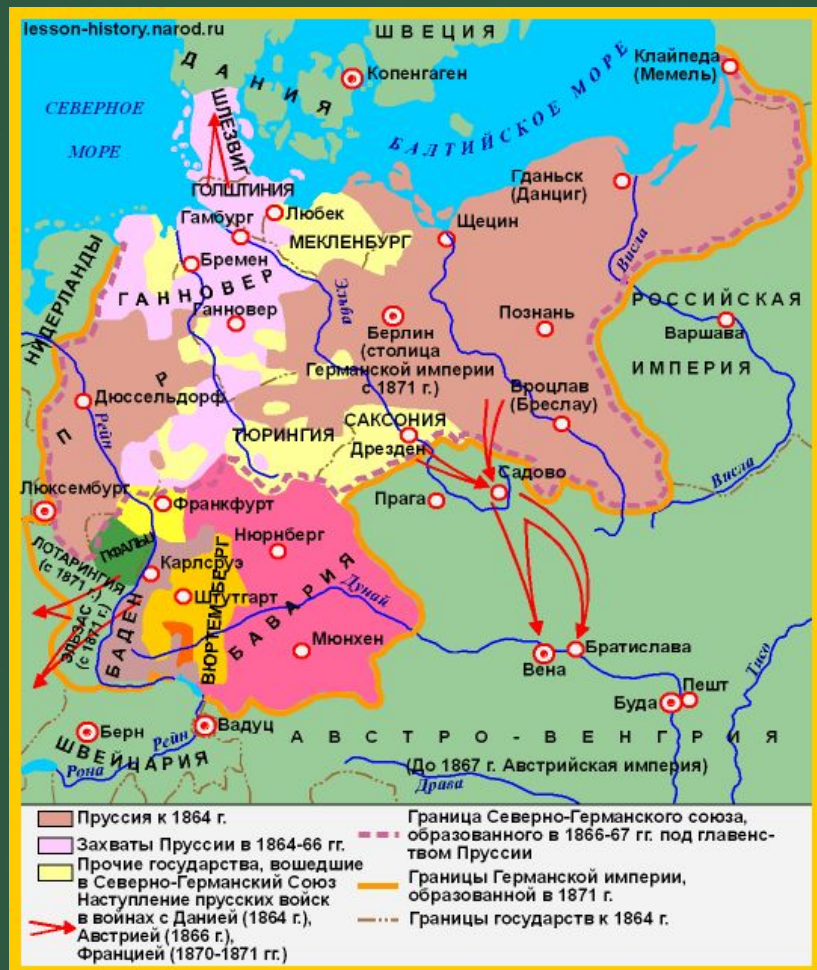 lesson-history.narod.ru
ШВЕЦИЯ
ДАНИЯ
Копенгаген
Клайпеда
(Мемель)
СЕВЕРНОЕ
МОРЕ
БАЛТИЙСКОЕ МОРЕ
ШЛЕЗВИГ
ГОЛШТИНИЯ
Гданьск
(Данциг)
Любек
Гамбург
Щецин
МЕКЛЕНБУРГ
Бремен
Висла
НИДЕРЛАНДЫ
ГАННОВЕР
Эльба
РОССИЙСКАЯ
Ганновер
Берлин
(столица
Германской империи
с 1871 г.)
Познань
Варшава
ИМПЕРИЯ
П Р
Дюссельдорф
Рейн
Вроцлав
(Бреслау)
ТЮРИНГИЯ
САКСОНИЯ
Дрезден
Садово
Висла
Люксембург
Франкфурт
Прага
ПФАЛЬЦ
Нюрнберг
ЛОТАРИНГИЯ
(с 1871 г.)
Карлсруэ
ЭЛЬЗАС
(с 1871 г.)
Штутгарт
БАДЕН
ВЮРТЕМБЕРГ
БАВАРИЯ
Дунай
Мюнхен
Вена
Братислава
Тисо
Пешт
Буда
Берн
Рейн
Вадуц
АВСТРО-ВЕНГРИЯ
ШВЕЙЦАРИЯ
Рона
(До 1867 г. Австрийская империя)
Драва
Пруссия к 1864 г.
Захваты Пруссии в 1864-66 гг.
Прочие государства, вошедшие
в Северно-Германский Союз
Наступление прусских войск
в войнах с Данией (1864 г.),
Австрией (1866 г.),
Францией (1870-1871 гг.)
Граница Северно-Германского союза,
образованного в 1866-67 гг. под главенс-
твом Пруссии
Границы Германской империи,
образованной в 1871 г.
Границы государств к 1864 г.